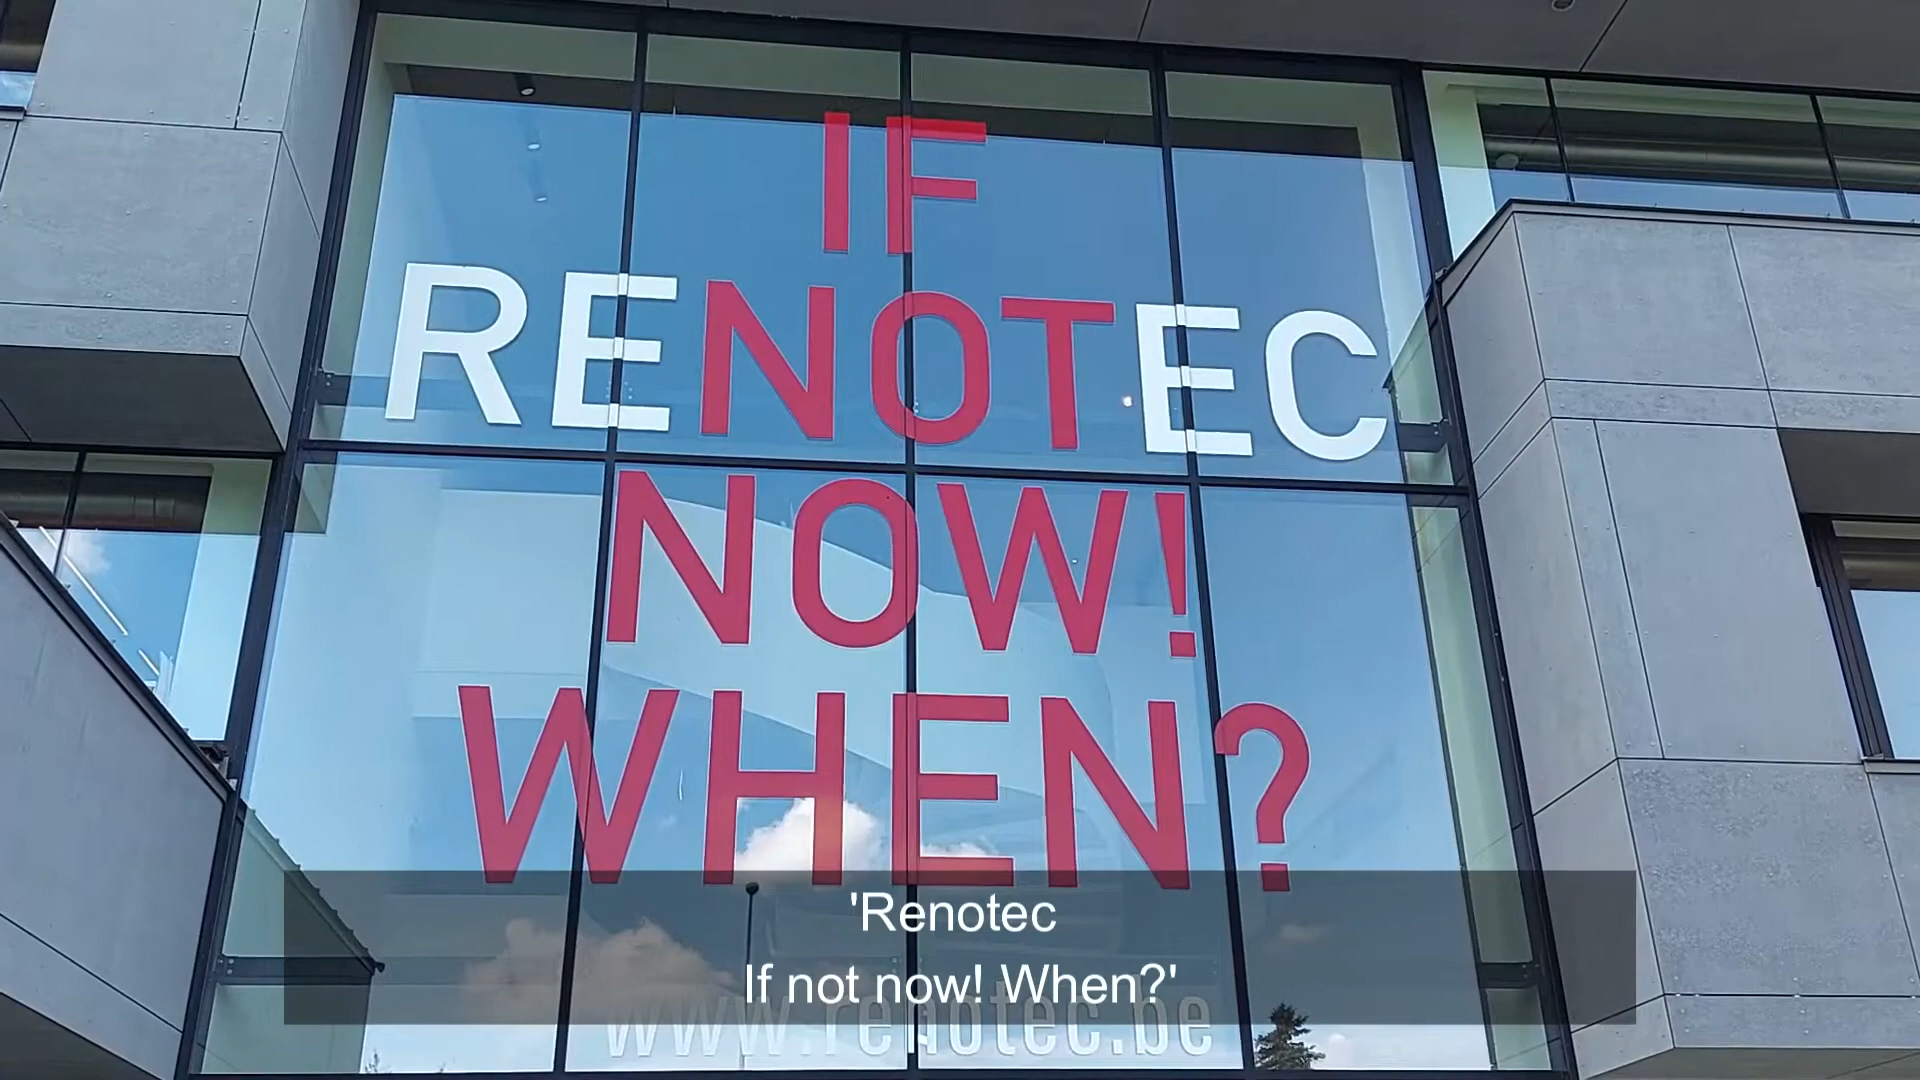 IF
RENOTEC
NOW!
WHEN?
'Renotec
If not now! When?'
www.renotec.be